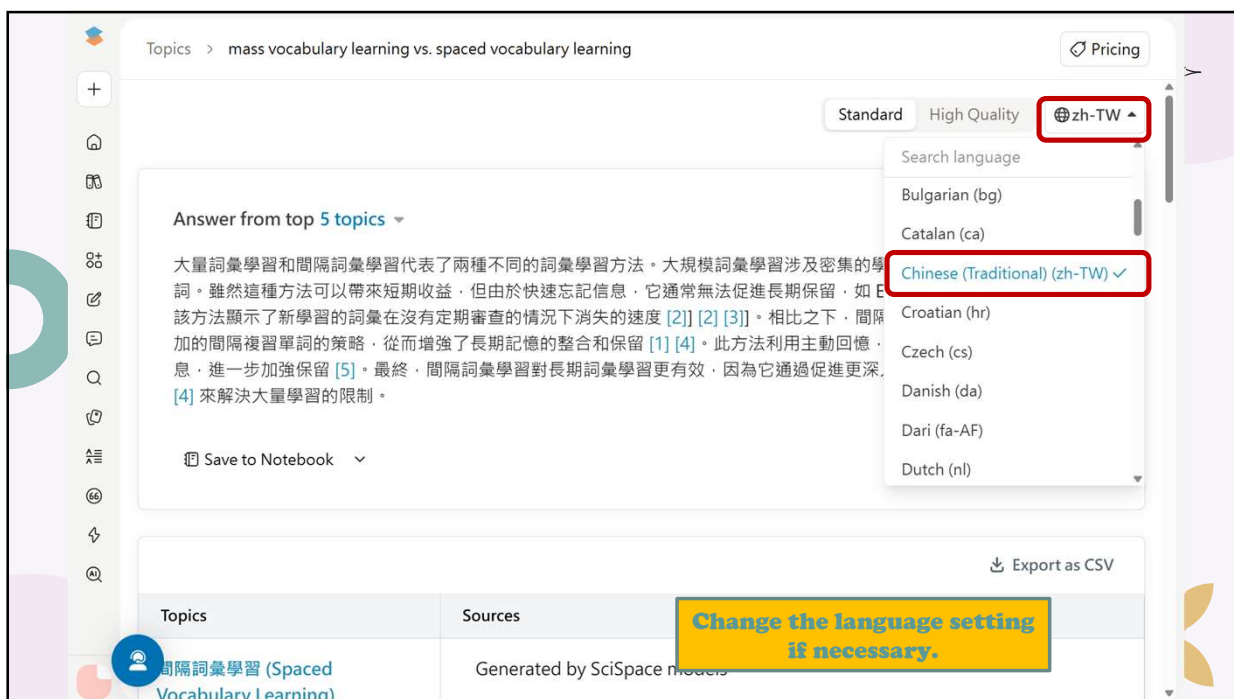 Topics > mass vocabulary learning vs. spaced vocabulary learning
Pricing
Standard High Quality zh-TW
Search language
Bulgarian (bg)
Catalan (ca)
Chinese (Traditional) (zh-TW)
Croatian (hr)
Czech (cs)
Danish (da)
Dari (fa-AF)
Dutch (nl)
Answer from top 5 topics
大量詞彙學習和間隔詞彙學習代表了兩種不同的詞彙學習方法。大規模詞彙學習涉及密集的學
詞。雖然這種方法可以帶來短期收益，但由於快速忘記信息，它通常無法促進長期保留，如 E
該方法顯示了新學習的詞彙在沒有定期審查的情況下消失的速度 [2]] [2] [3]]。相比之下，間隔
加的間隔複習單詞的策略，從而增強了長期記憶的整合和保留 [1] [4]。此方法利用主動回憶，
息，進一步加強保留 [5]。最終，間隔詞彙學習對長期詞彙學習更有效，因為它通過促進更深
[4] 來解決大量學習的限制。
Save to Notebook
Export as CSV
Topics Sources
間隔詞彙學習 (Spaced
Vocabulary Learning)
Generated by SciSpace models
Change the language setting
if necessary.
66
AI